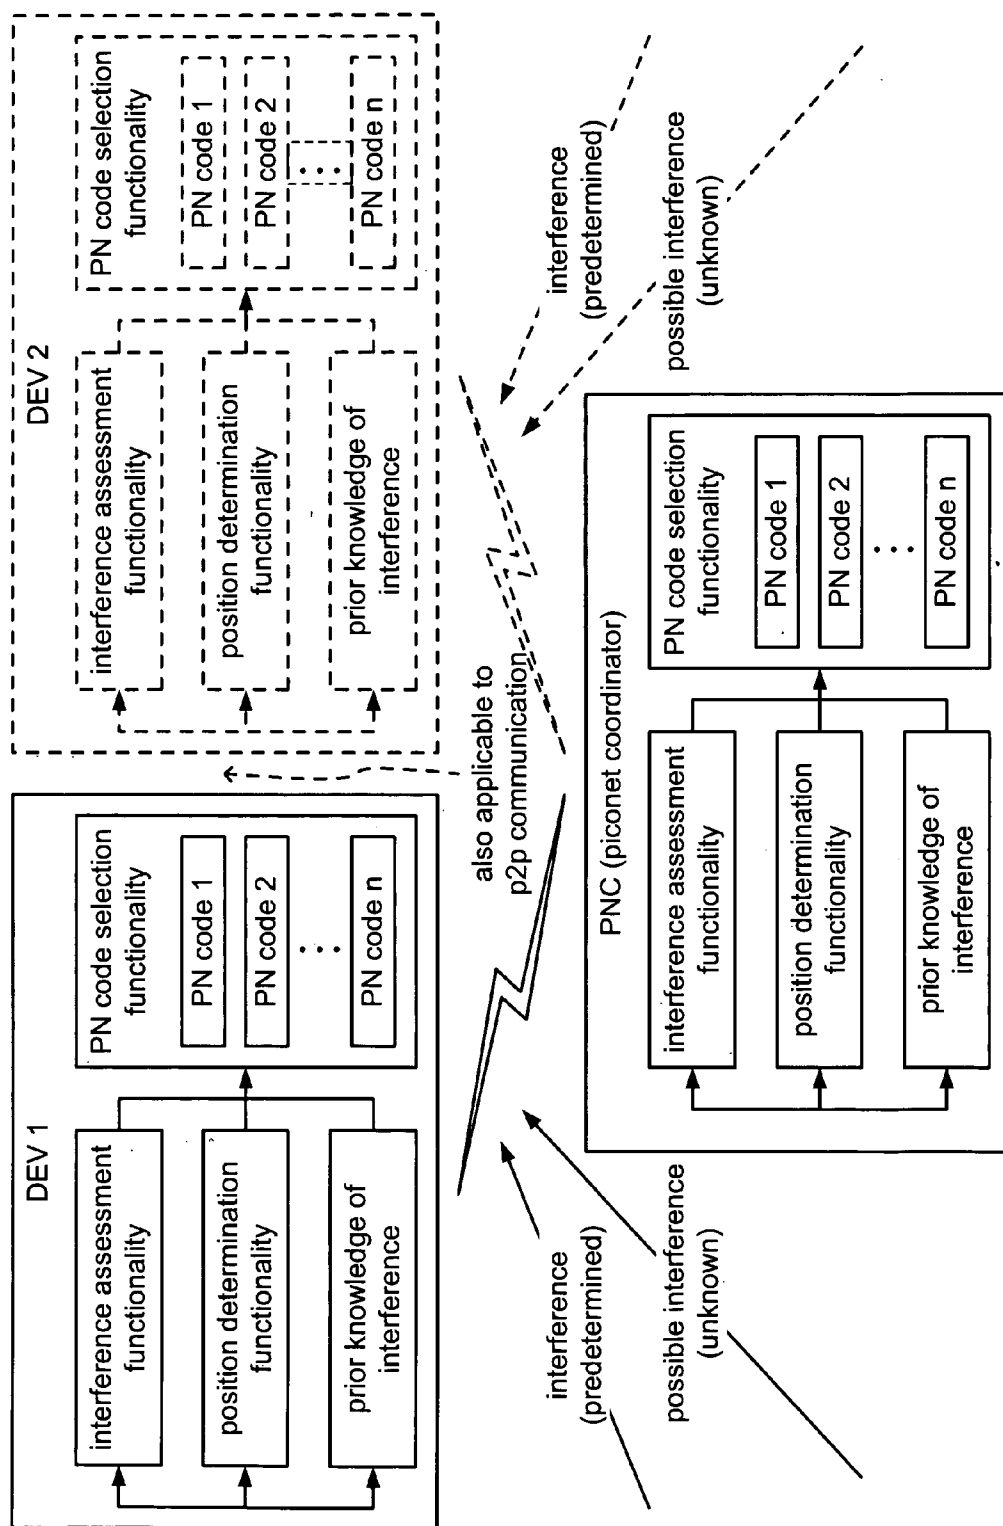 DEV 1
interference assessment
functionality
position determination
functionality
prior knowledge of
interference
PN code selection
functionality
PN code 1
PN code 2
PN code n
DEV 2
interference assessment
functionality
position determination
functionality
prior knowledge of
interference
PN code selection
functionality
PN code 1
PN code 2
PN code n
also applicable to
p2p communication
interference
(predetermined)
possible interference
(unknown)
interference
(predetermined)
possible interference
(unknown)
PNC (piconet coordinator)
interference assessment
functionality
position determination
functionality
prior knowledge of
interference
PN code selection
functionality
PN code 1
PN code 2
PN code n